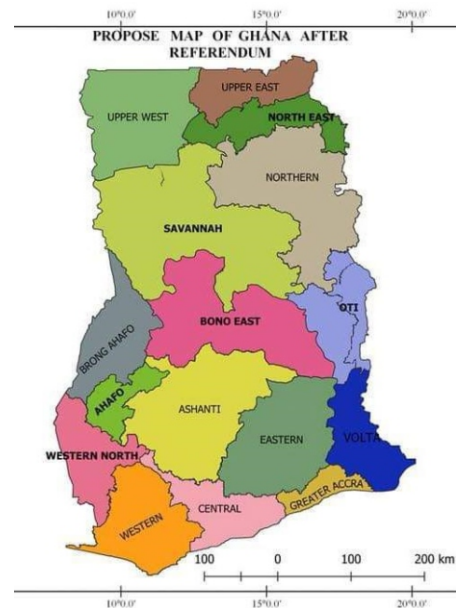 10°0.0' 15°0.0' 20°0.0'
PROPOSE MAP OF GHANA AFTER
REFERENDUM
UPPER EAST
UPPER WEST
NORTH EAST
NORTHERN
SAVANNAH
OTI
BONO EAST
BRONG AHAFO
AHAFO
ASHANTI
EASTERN
VOLTA
WESTERN NORTH
GREATER ACCRA
CENTRAL
WESTERN
100 0 100 200 km
10°0.0' 15°0.0' 20°0.0'